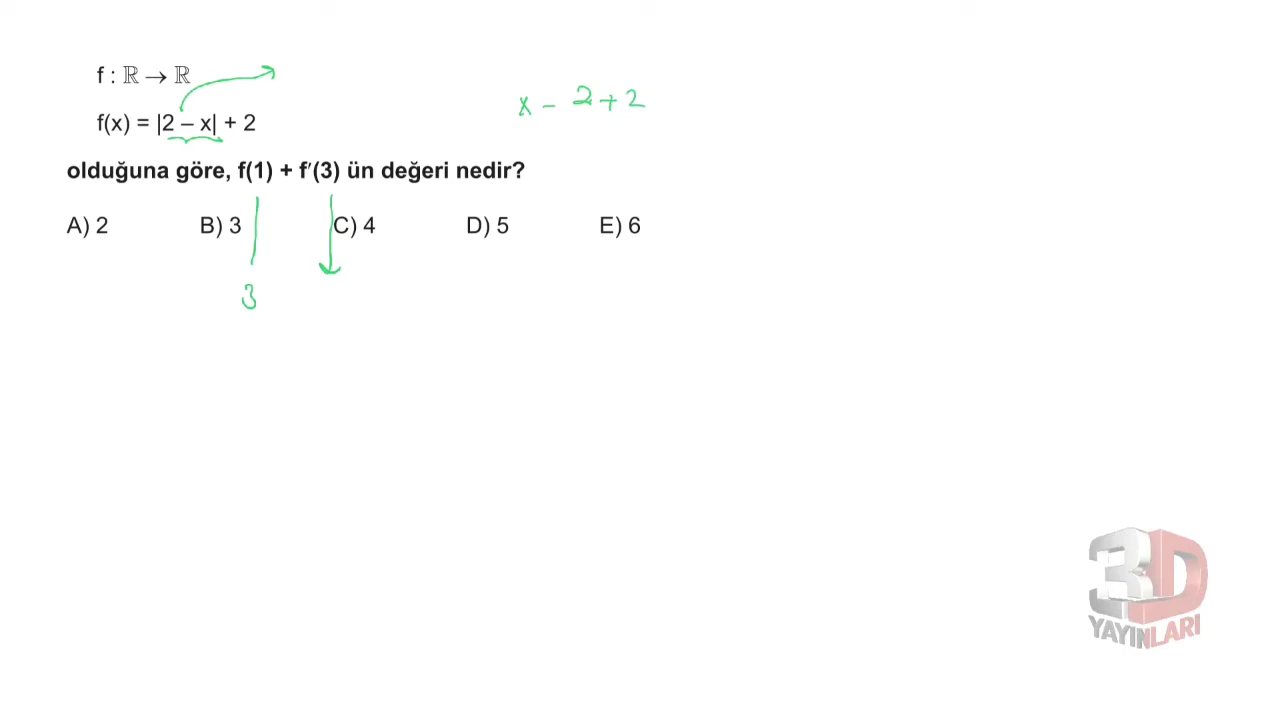 f : ℝ → ℝ
x - 2 + 2
f(x) = |2 – x| + 2
olduğuna göre, f(1) + f′(3) ün değeri nedir?
A) 2 B) 3 C) 4 D) 5 E) 6
3
3D
YAYINLARI